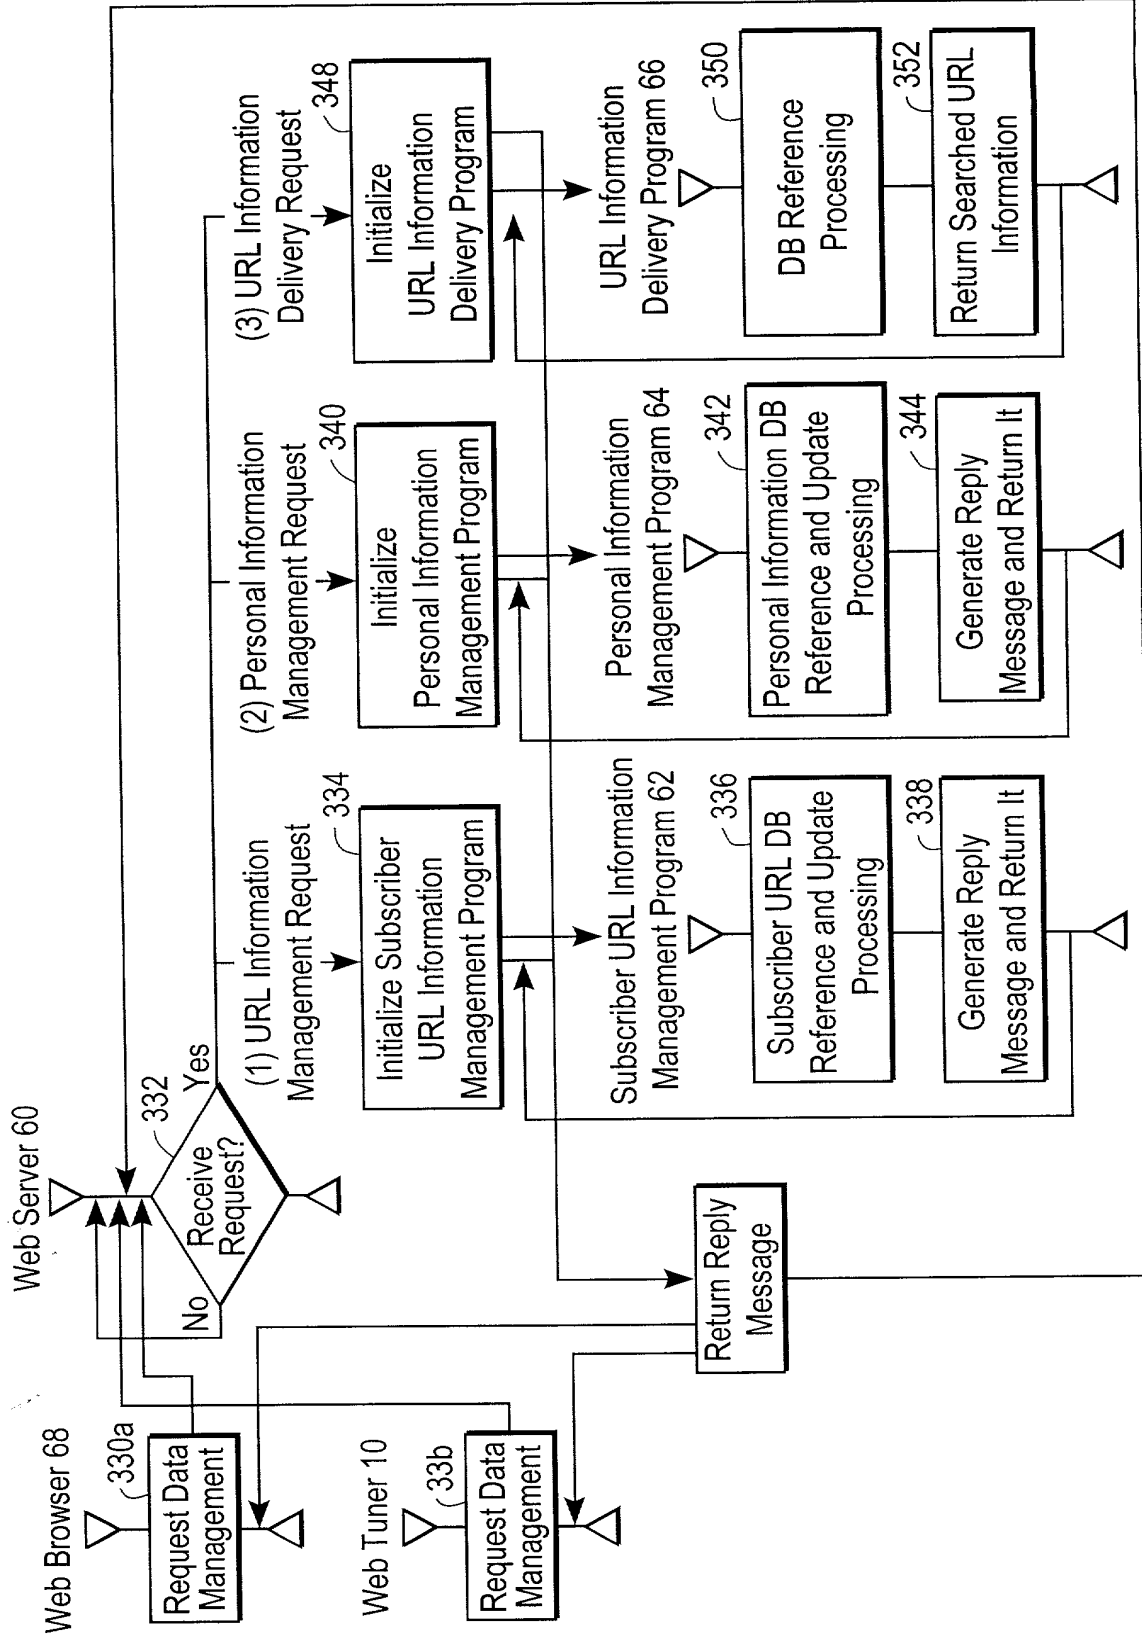 Web Browser 68
330a
Request Data
Management
Web Tuner 10
33b
Request Data
Management
Web Server 60
332
Receive
Request?
No
Yes
Return Reply
Message
(1) URL Information
Management Request
334
Initialize Subscriber
URL Information
Management Program
Subscriber URL Information
Management Program 62
336
Subscriber URL DB
Reference and Update
Processing
338
Generate Reply
Message and Return It
(2) Personal Information
Management Request
340
Initialize
Personal Information
Management Program
Personal Information
Management Program 64
342
Personal Information DB
Reference and Update
Processing
344
Generate Reply
Message and Return It
(3) URL Information
Delivery Request
348
Initialize
URL Information
Delivery Program
URL Information
Delivery Program 66
350
DB Reference
Processing
352
Return Searched URL
Information